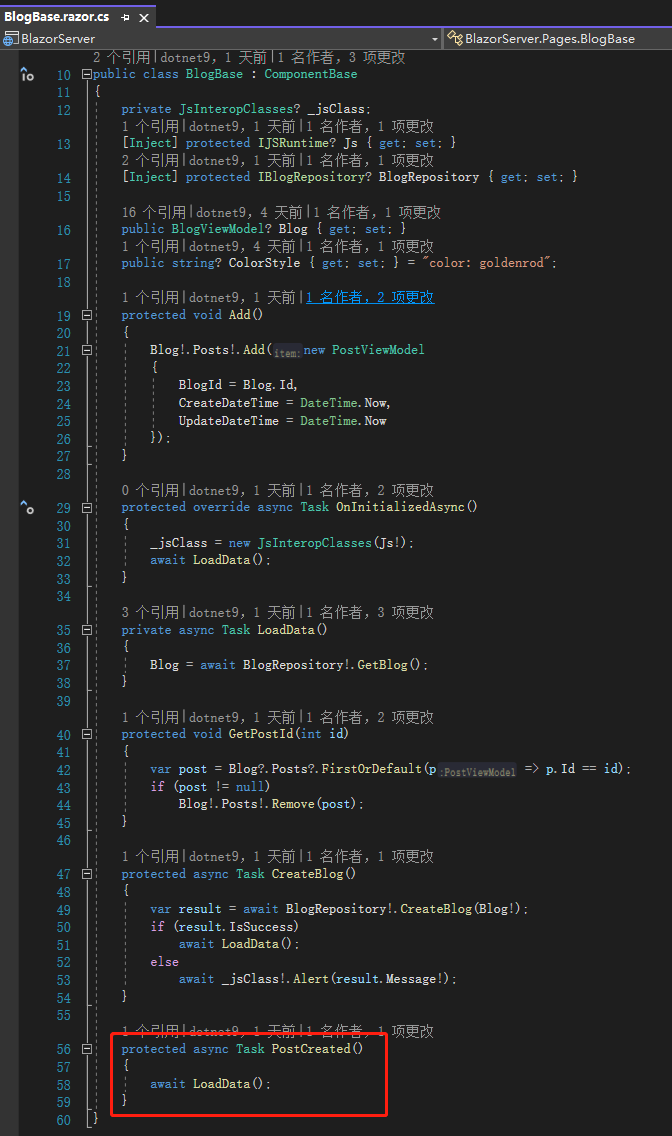 BlogBase.razor.cs
BlazorServer BlazorServer.Pages.BlogBase
2 个引用|dotnet9，1 天前|1 名作者，3 项更改
10 public class BlogBase : ComponentBase
11 {
12 private JsInteropClasses? _jsClass;
1 个引用|dotnet9，1 天前|1 名作者，1 项更改
13 [Inject] protected IJSRuntime? Js { get; set; }
2 个引用|dotnet9，1 天前|1 名作者，1 项更改
14 [Inject] protected IBlogRepository? BlogRepository { get; set; }
15
16 个引用|dotnet9，4 天前|1 名作者，1 项更改
16 public BlogViewModel? Blog { get; set; }
1 个引用|dotnet9，4 天前|1 名作者，1 项更改
17 public string? ColorStyle { get; set; } = "color: goldenrod";
18
1 个引用|dotnet9，1 天前|1 名作者，2 项更改
19 protected void Add()
20 {
21 Blog!.Posts!.Add(item: new PostViewModel
22 {
23 BlogId = Blog.Id,
24 CreateDateTime = DateTime.Now,
25 UpdateDateTime = DateTime.Now
26 });
27 }
28
0 个引用|dotnet9，1 天前|1 名作者，2 项更改
29 protected override async Task OnInitializedAsync()
30 {
31 _jsClass = new JsInteropClasses(Js!);
32 await LoadData();
33 }
34
3 个引用|dotnet9，1 天前|1 名作者，3 项更改
35 private async Task LoadData()
36 {
37 Blog = await BlogRepository!.GetBlog();
38 }
39
1 个引用|dotnet9，1 天前|1 名作者，2 项更改
40 protected void GetPostId(int id)
41 {
42 var post = Blog?.Posts?.FirstOrDefault(p :PostViewModel => p.Id == id);
43 if (post != null)
44 Blog!.Posts!.Remove(post);
45 }
46
1 个引用|dotnet9，1 天前|1 名作者，1 项更改
47 protected async Task CreateBlog()
48 {
49 var result = await BlogRepository!.CreateBlog(Blog!);
50 if (result.IsSuccess)
51 await LoadData();
52 else
53 await _jsClass!.Alert(result.Message!);
54 }
55
1 个引用|dotnet9，1 天前|1 名作者，1 项更改
56 protected async Task PostCreated()
57 {
58 await LoadData();
59 }
60 }